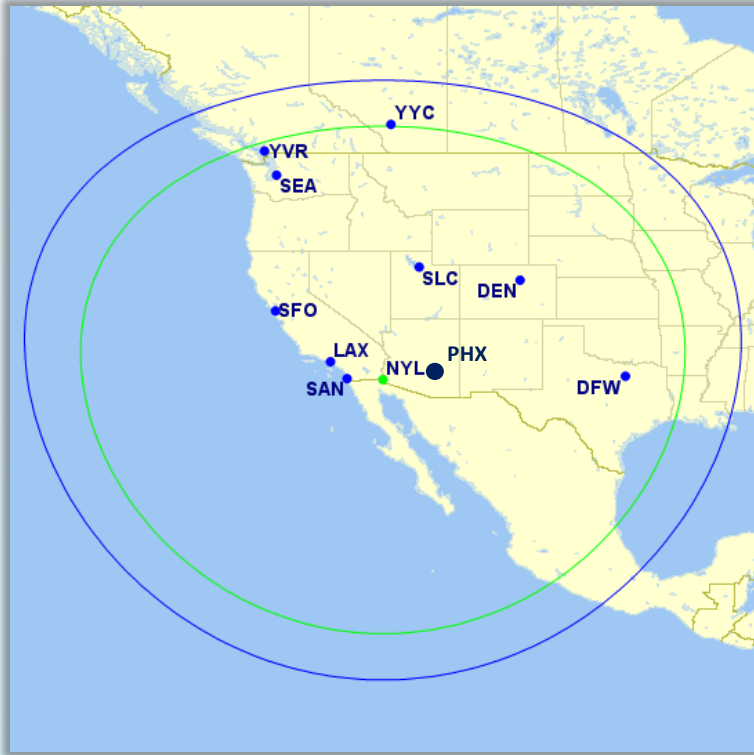 YYC
YVR
SEA
SLC
DEN
SFO
LAX
PHX
NYL
SAN
DFW